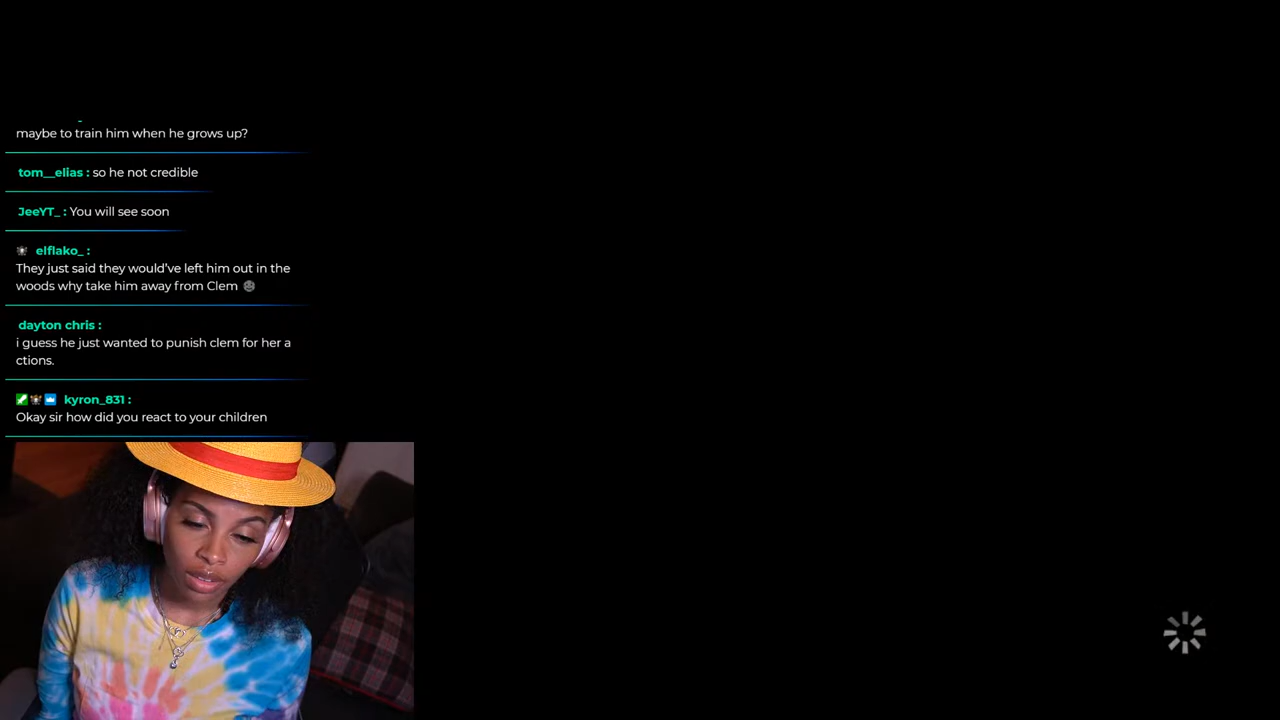 maybe to train him when he grows up?
tom__elias : so he not credible
JeeYT_ : You will see soon
elflako_ :
They just said they would've left him out in the
woods why take him away from Clem
dayton chris :
i guess he just wanted to punish clem for her a
ctions.
kyron_831 :
Okay sir how did you react to your children